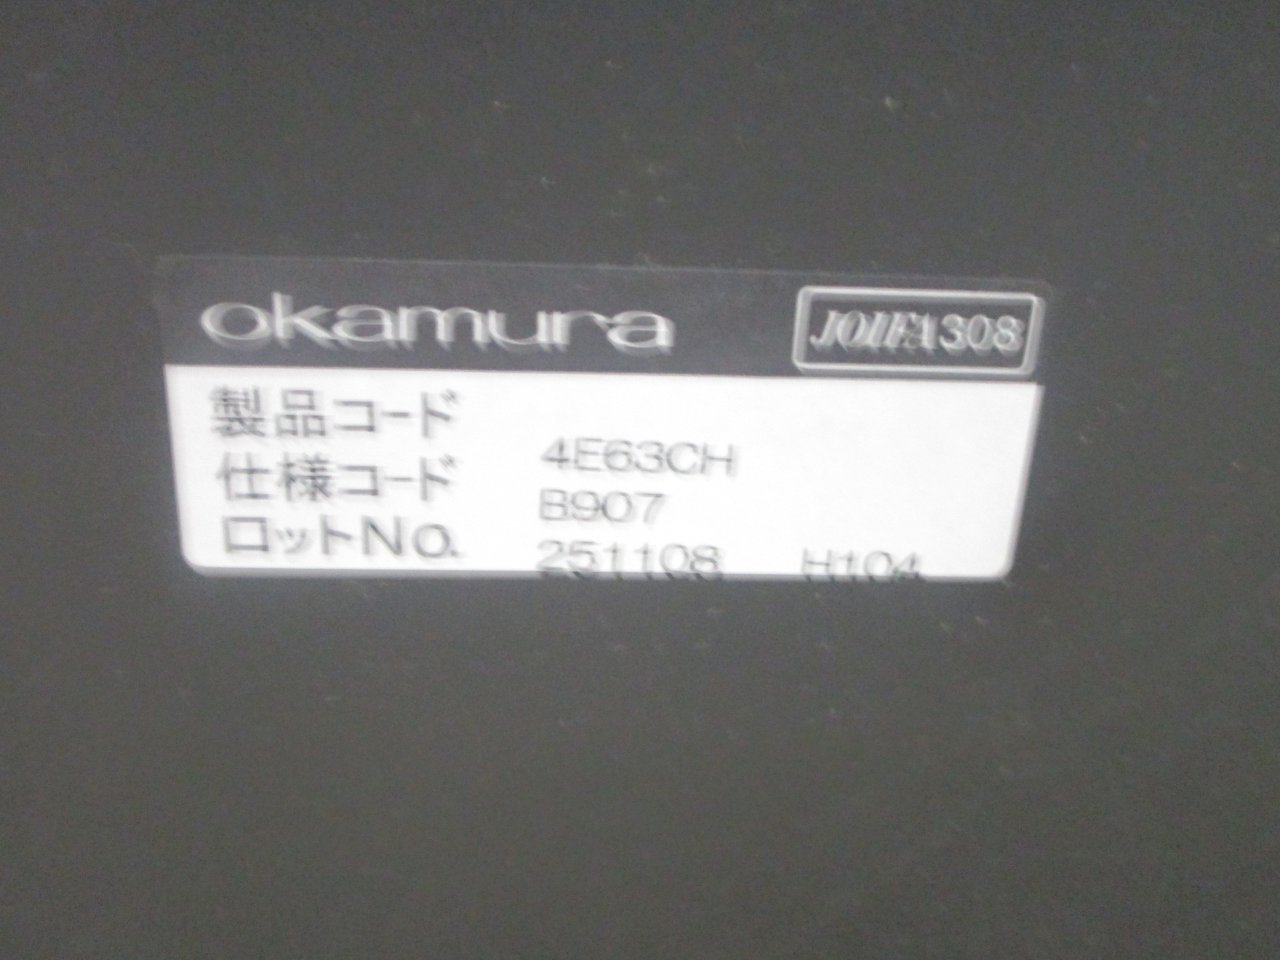 okamura JOIFA308
製品コード 4E63CH
仕様コード B907
ロットNo. 251108 H104